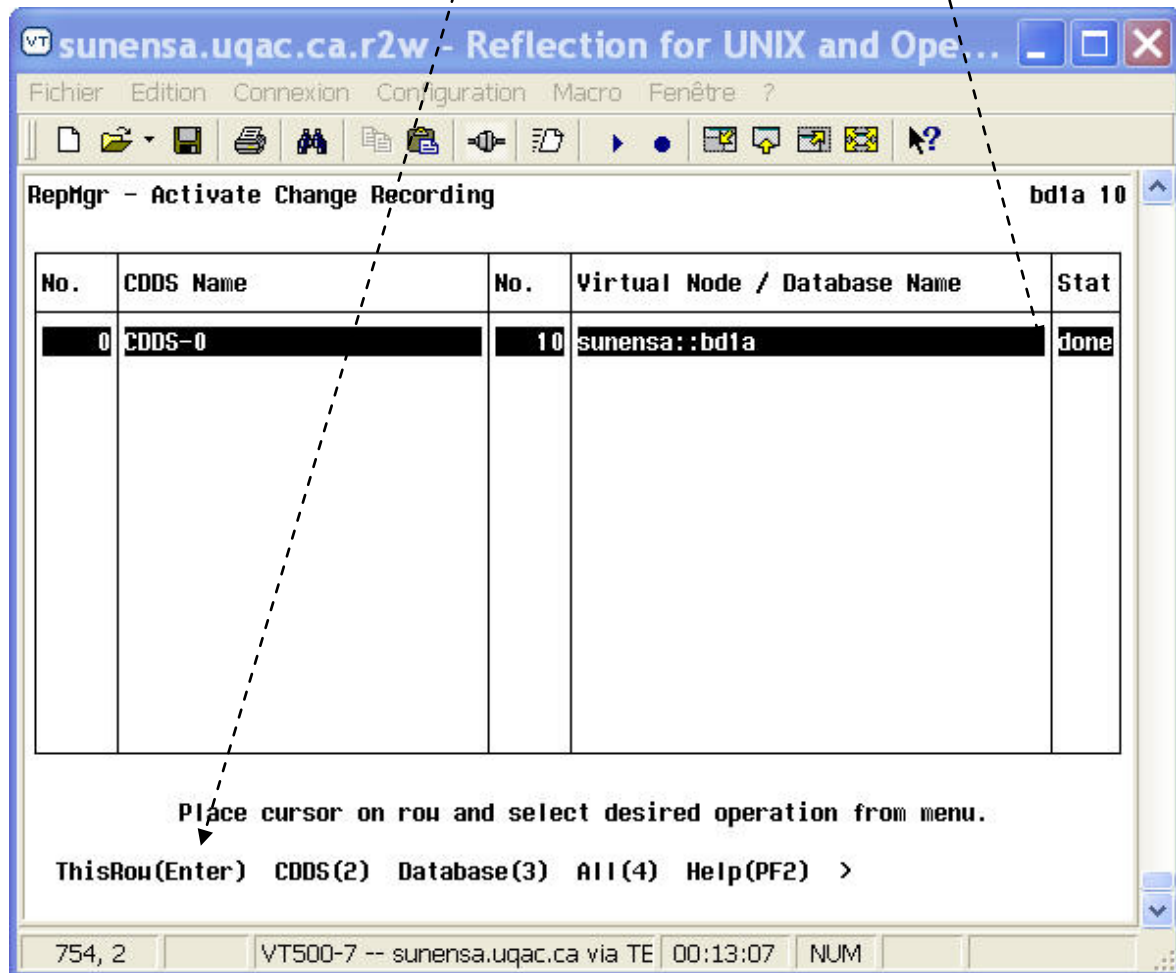 VT sunensa.uqac.ca.r2w - Reflection for UNIX and Ope...
Fichier Edition Connexion Configuration Macro Fenêtre ?
RepMgr - Activate Change Recording bd1a 10
No. CDDS Name No. Virtual Node / Database Name Stat
0 CDDS-0 10 sunensa::bd1a done
Place cursor on row and select desired operation from menu.
ThisRow(Enter) CDDS(2) Database(3) All(4) Help(PF2) >
754, 2 VT500-7 -- sunensa.uqac.ca via TE 00:13:07 NUM